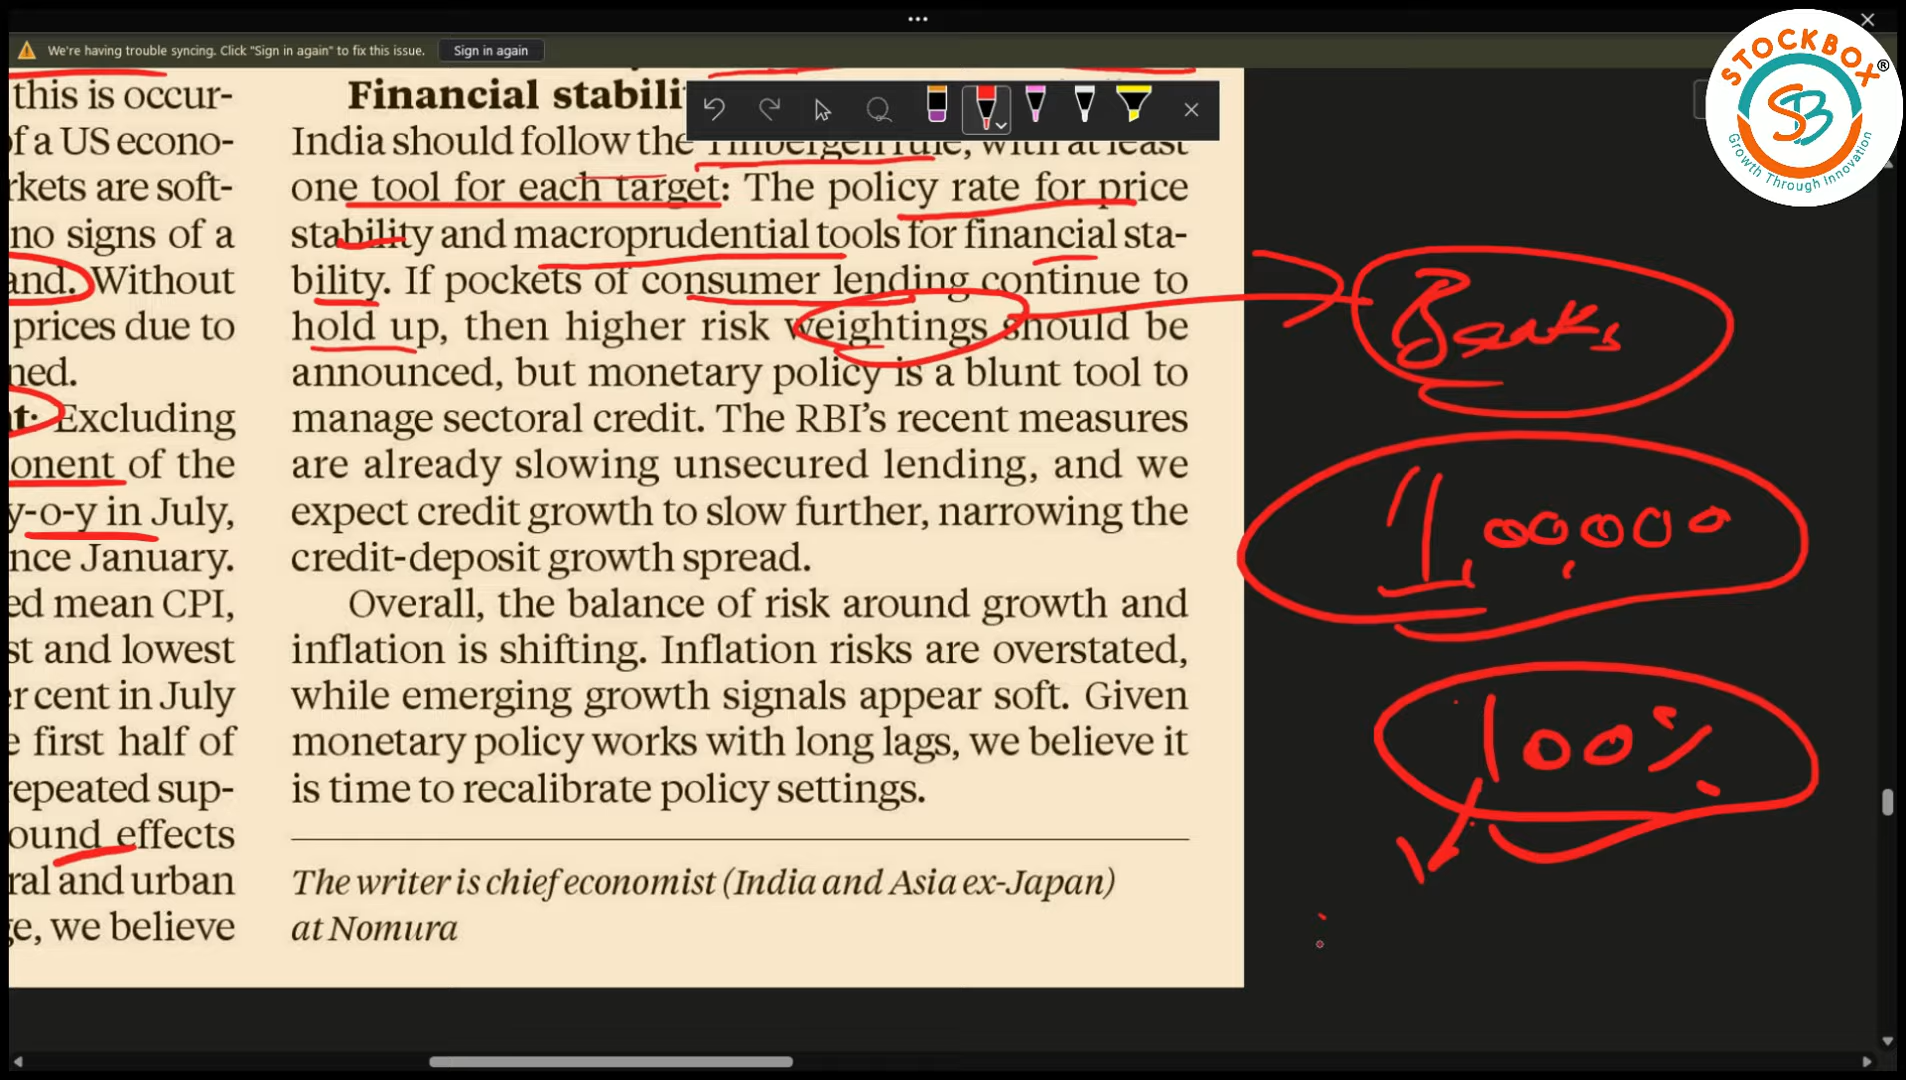 We're having trouble syncing. Click "Sign in again" to fix this issue. Sign in again
STOCKBOX®
SB
Growth Through Innovation
this is occur-
of a US econo-
rkets are soft-
no signs of a
and. Without
prices due to
ned.
nt: Excluding
onent of the
y-o-y in July,
nce January.
ed mean CPI,
st and lowest
er cent in July
e first half of
repeated sup-
ound effects
ral and urban
ge, we believe
Financial stabili
India should follow the Tinbergen rule, with at least
one tool for each target: The policy rate for price
stability and macroprudential tools for financial sta-
bility. If pockets of consumer lending continue to
hold up, then higher risk weightings should be
announced, but monetary policy is a blunt tool to
manage sectoral credit. The RBI's recent measures
are already slowing unsecured lending, and we
expect credit growth to slow further, narrowing the
credit-deposit growth spread.
Overall, the balance of risk around growth and
inflation is shifting. Inflation risks are overstated,
while emerging growth signals appear soft. Given
monetary policy works with long lags, we believe it
is time to recalibrate policy settings.
The writer is chief economist (India and Asia ex-Japan)
at Nomura
1,00,000
100%